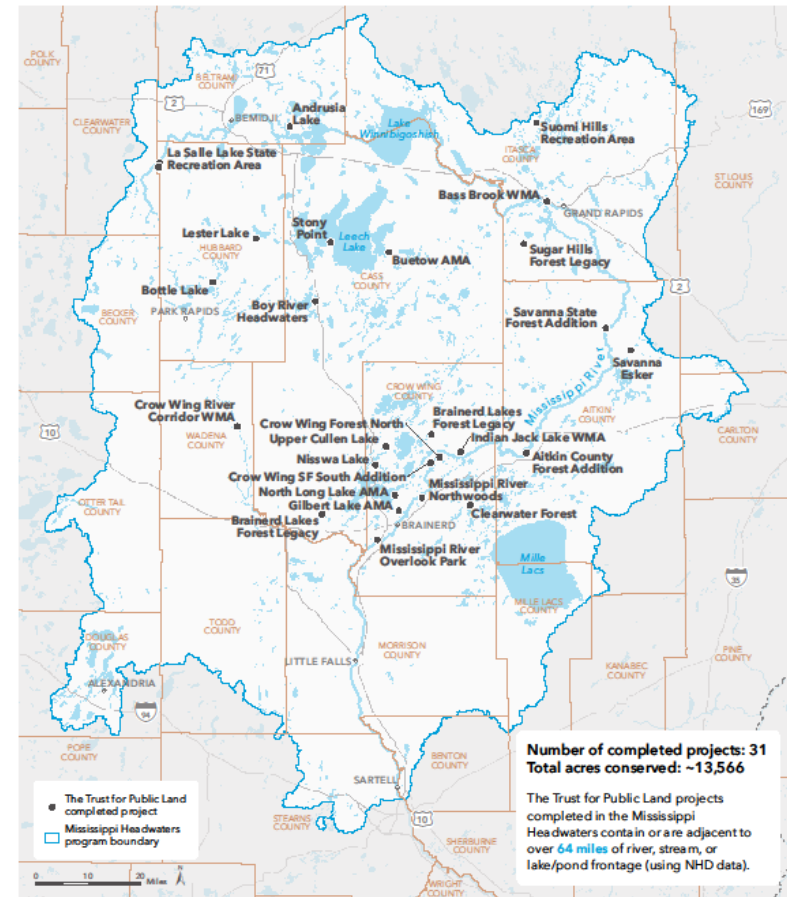 POLK
COUNTY
BELTRAMI
COUNTY
71
2
CLEARWATER
COUNTY
BEMIDJI
Andrusia
Lake
Lake
Winnibigoshish
Suomi Hills
Recreation Area
ITASCA
COUNTY
169
La Salle Lake State
Recreation Area
ST LOUIS
COUNTY
Bass Brook WMA
GRAND RAPIDS
Stony
Point
Leech
Lake
Lester Lake
HUBBARD
COUNTY
Buetow AMA
Sugar Hills
Forest Legacy
CASS
COUNTY
Bottle Lake
2
BECKER
COUNTY
PARK RAPIDS
Boy River
Headwaters
Savanna State
Forest Addition
Savanna
Esker
Mississippi River
CROW WING
COUNTY
AITKIN
COUNTY
CARLTON
COUNTY
10
Crow Wing River
Corridor WMA
WADENA
COUNTY
Crow Wing Forest North
Brainerd Lakes
Forest Legacy
Upper Cullen Lake
Indian Jack Lake WMA
Nisswa Lake
Aitkin County
Forest Addition
Crow Wing SF South Addition
North Long Lake AMA
Mississippi River
Northwoods
Gilbert Lake AMA
Clearwater Forest
OTTER TAIL
COUNTY
Brainerd Lakes
Forest Legacy
BRAINERD
Mississippi River
Overlook Park
Mille
Lacs
35
MILLE LACS
COUNTY
TODD
COUNTY
DOUGLAS
COUNTY
MORRISON
COUNTY
LITTLE FALLS
KANABEC
COUNTY
PINE
COUNTY
ALEXANDRIA
94
POPE
COUNTY
BENTON
COUNTY
SARTELL
STEARNS
COUNTY
10
SHERBURNE
COUNTY
WRIGHT
COUNTY
Number of completed projects: 31
Total acres conserved: ~13,566
The Trust for Public Land projects
completed in the Mississippi
Headwaters contain or are adjacent to
over 64 miles of river, stream, or
lake/pond frontage (using NHD data).
The Trust for Public Land
completed project
Mississippi Headwaters
program boundary
0 10 20
Miles
N